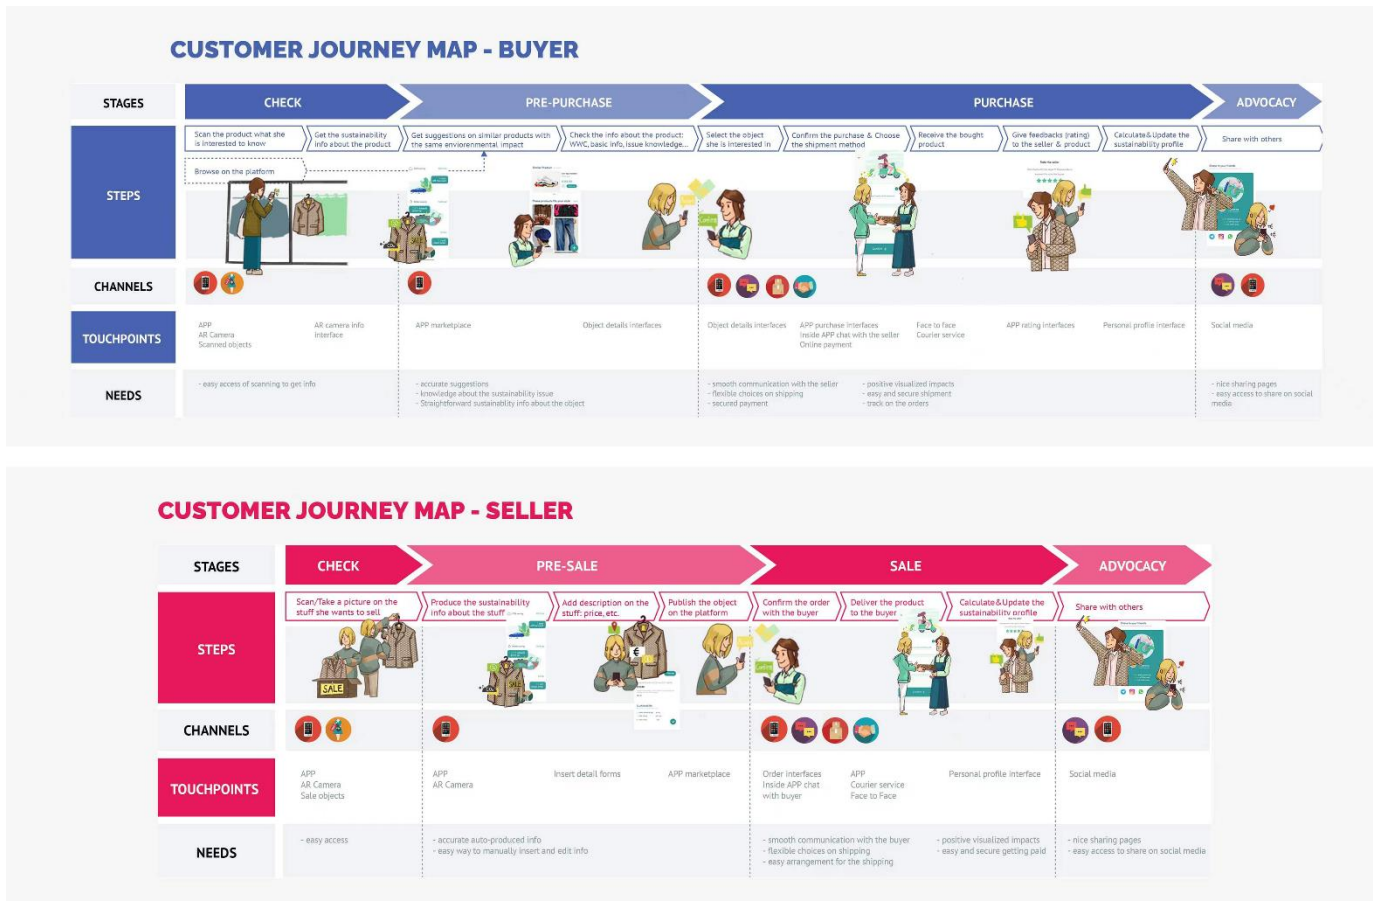 CUSTOMER JOURNEY MAP - BUYER
STAGES
CHECK
PRE-PURCHASE
PURCHASE
ADVOCACY
STEPS
Scan the product what she
is interested to know
Get the sustainability
info about the product
Get suggestions on similar products with
the same enviorenmental impact
Check the info about the product:
WWC, basic info, issue knowledge...
Select the object
she is interested in
Confirm the purchase & Choose
the shipment method
Receive the bought
product
Give feedbacks (rating)
to the seller & product
Calculate&Update the
sustainability profile
Share with others
Browse on the platform
SALE
CHANNELS
TOUCHPOINTS
APP
AR Camera
Scanned objects
AR camera info
interface
APP marketplace
Object details interfaces
Object details interfaces
APP purchase interfaces
Inside APP chat with the seller
Online payment
Face to face
Courier service
APP rating interfaces
Personal profile interface
Social media
NEEDS
- easy access of scanning to get info
- accurate suggestions
- knowledge about the sustainability issue
- Straightforward sustainability info about the object
- smooth communication with the seller
- flexible choices on shipping
- secured payment
- positive visualized impacts
- easy and secure shipment
- track on the orders
- nice sharing pages
- easy access to share on social
media
CUSTOMER JOURNEY MAP - SELLER
STAGES
CHECK
PRE-SALE
SALE
ADVOCACY
STEPS
Scan/Take a picture on the
stuff she wants to sell
Produce the sustainability
info about the stuff
Add description on the
stuff: price, etc.
Publish the object
on the platform
Confirm the order
with the buyer
Deliver the product
to the buyer
Calculate&Update the
sustainability profile
Share with others
SALE
SALE
€
CHANNELS
TOUCHPOINTS
APP
AR Camera
Sale objects
APP
AR Camera
Insert detail forms
APP marketplace
Order interfaces
Inside APP chat
with buyer
APP
Courier service
Face to Face
Personal profile interface
Social media
NEEDS
- easy access
- accurate auto-produced info
- easy way to manually insert and edit info
- smooth communication with the buyer
- flexible choices on shipping
- easy arrangement for the shipping
- positive visualized impacts
- easy and secure getting paid
- nice sharing pages
- easy access to share on social media